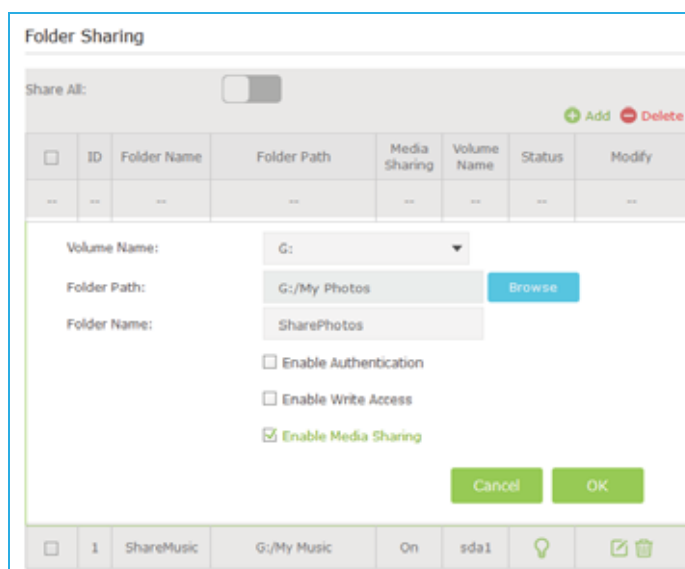 Folder Sharing
Share All:
Add Delete
ID Folder Name Folder Path Media Sharing Volume Name Status Modify
-- -- -- -- -- -- -- --
Volume Name: G:
Folder Path: G:/My Photos Browse
Folder Name: SharePhotos
Enable Authentication
Enable Write Access
Enable Media Sharing
Cancel OK
1 ShareMusic G:/My Music On sda1